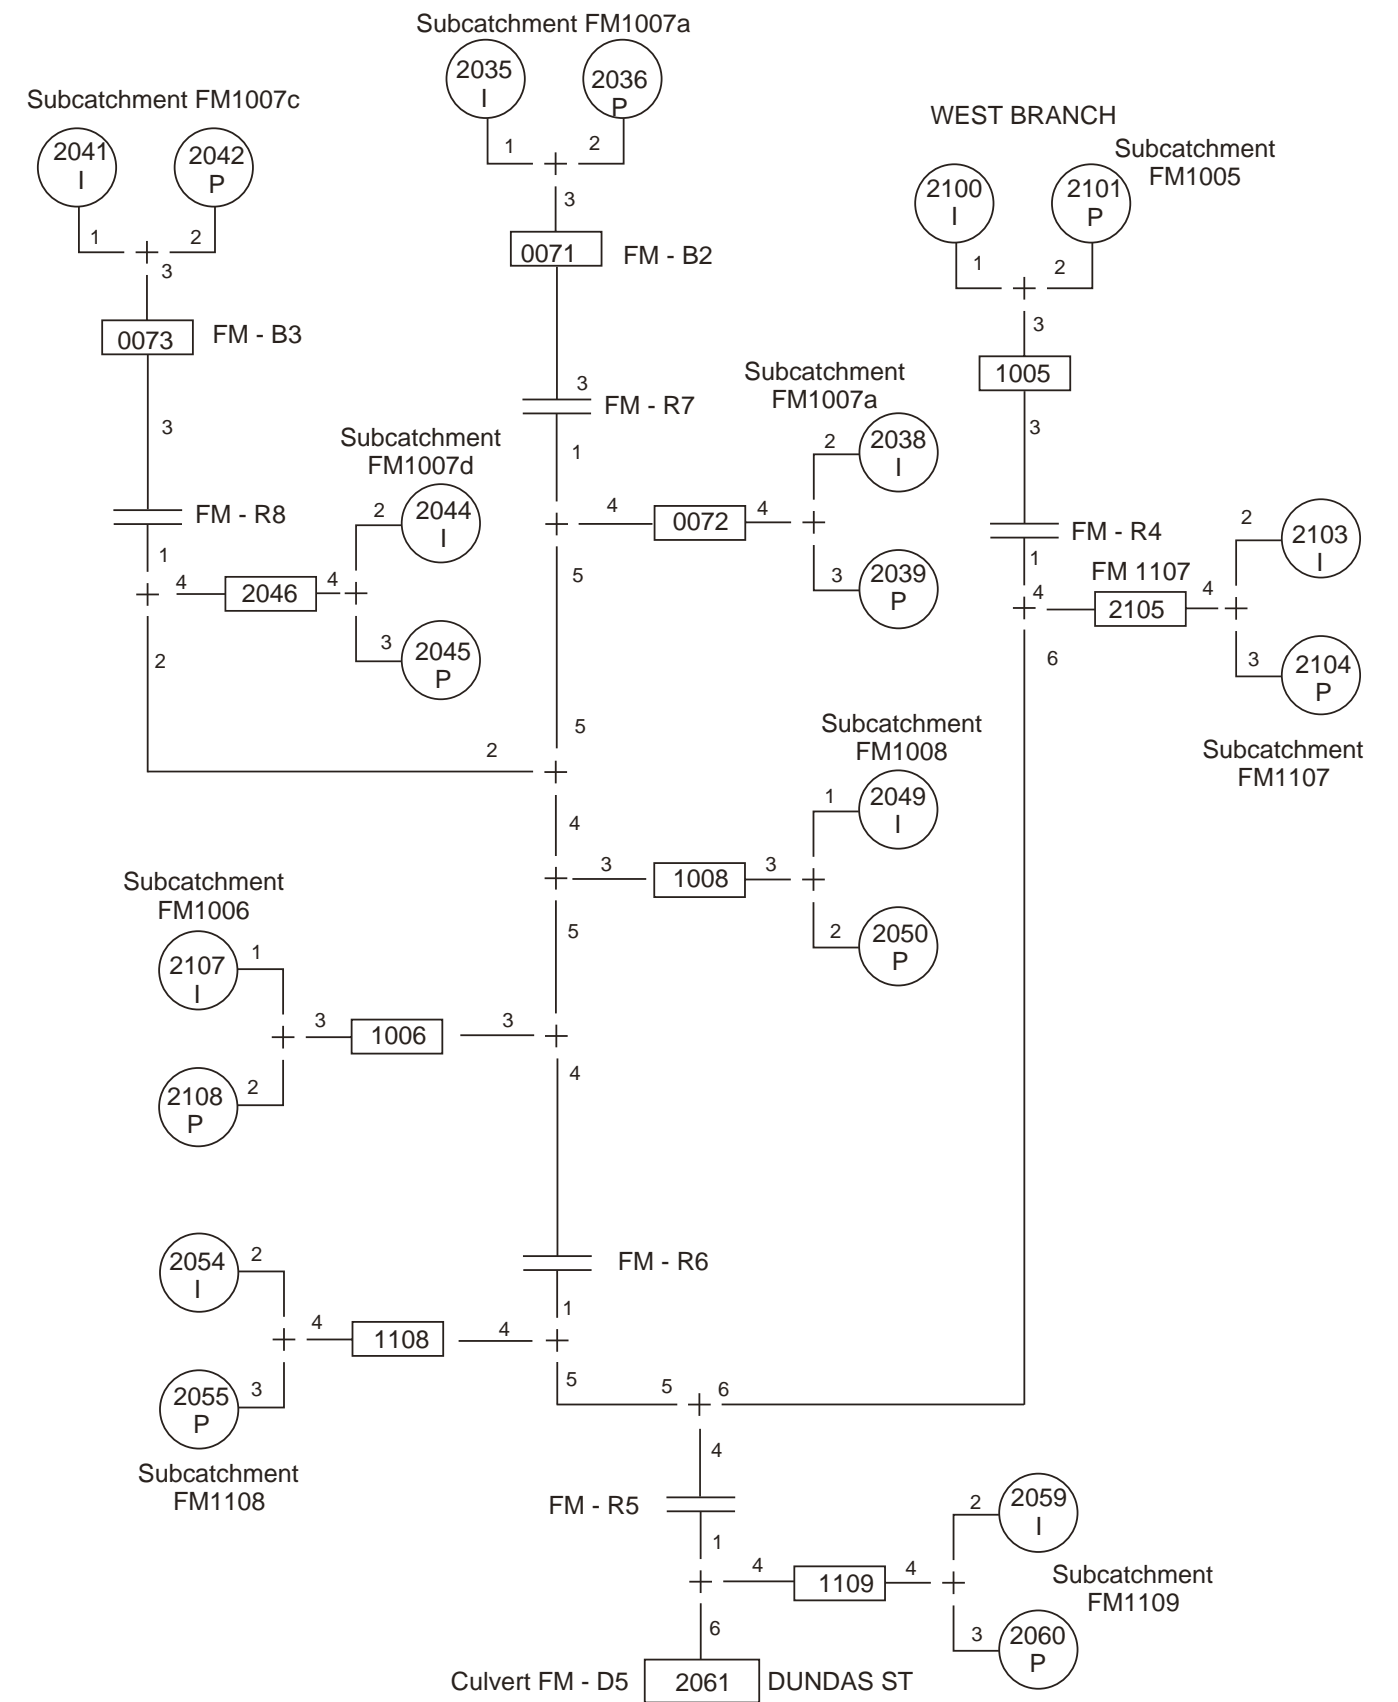 Subcatchment FM1007a
2035
I
2036
P
1
2
3
0071
FM - B2
3
FM - R7
1
Subcatchment FM1007c
2041
I
2042
P
1
2
3
0073
FM - B3
3
FM - R8
1
4
2046
4
Subcatchment
FM1007d
2
2044
I
3
2045
P
2
2
4
0072
4
Subcatchment
FM1007a
2
2038
I
3
2039
P
5
5
4
WEST BRANCH
Subcatchment
FM1005
2100
I
2101
P
1
2
3
1005
3
FM - R4
1
4
FM 1107
2105
4
2
2103
I
3
2104
P
Subcatchment
FM1107
6
Subcatchment
FM1008
3
1008
3
1
2049
I
2
2050
P
5
Subcatchment
FM1006
2107
I
1
2108
P
2
3
1006
3
4
FM - R6
1
2054
I
2
2055
P
3
4
1108
4
Subcatchment
FM1108
5
5
6
4
FM - R5
1
4
1109
4
2
2059
I
3
2060
P
Subcatchment
FM1109
6
Culvert FM - D5
2061
DUNDAS ST